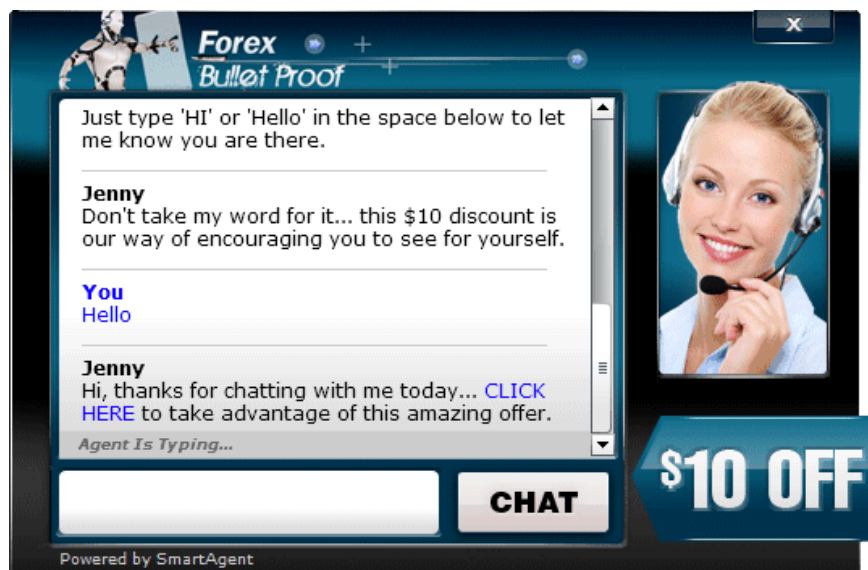 Forex
Bullet Proof
X
Just type 'HI' or 'Hello' in the space below to let
me know you are there.
Jenny
Don't take my word for it... this $10 discount is
our way of encouraging you to see for yourself.
You
Hello
Jenny
Hi, thanks for chatting with me today... CLICK
HERE to take advantage of this amazing offer.
Agent Is Typing...
CHAT
$10 OFF
Powered by SmartAgent